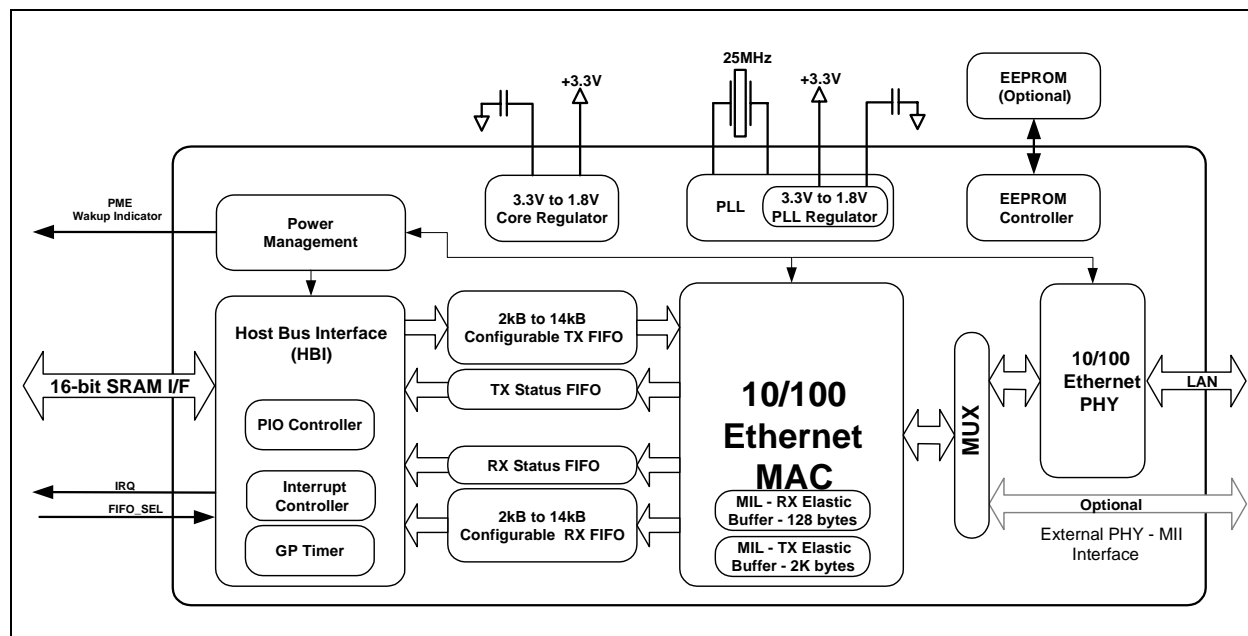 25MHz
+3.3V
+3.3V
EEPROM
(Optional)
PME
Wakup Indicator
Power
Management
3.3V to 1.8V
Core Regulator
PLL
3.3V to 1.8V
PLL Regulator
EEPROM
Controller
Host Bus Interface
(HBI)
2kB to 14kB
Configurable TX FIFO
16-bit SRAM I/F
TX Status FIFO
PIO Controller
RX Status FIFO
IRQ
FIFO_SEL
Interrupt
Controller
2kB to 14kB
Configurable RX FIFO
GP Timer
10/100
Ethernet
MAC
MIL - RX Elastic
Buffer - 128 bytes
MIL - TX Elastic
Buffer - 2K bytes
MUX
10/100
Ethernet
PHY
LAN
Optional
External PHY - MII
Interface